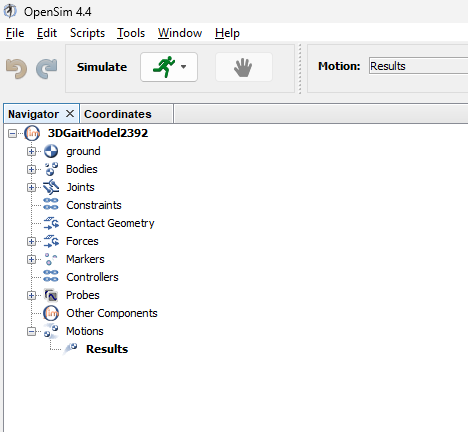 OpenSim 4.4
File Edit Scripts Tools Window Help
Simulate
Motion: Results
Navigator Coordinates
3DGaitModel2392
ground
Bodies
Joints
Constraints
Contact Geometry
Forces
Markers
Controllers
Probes
Other Components
Motions
Results